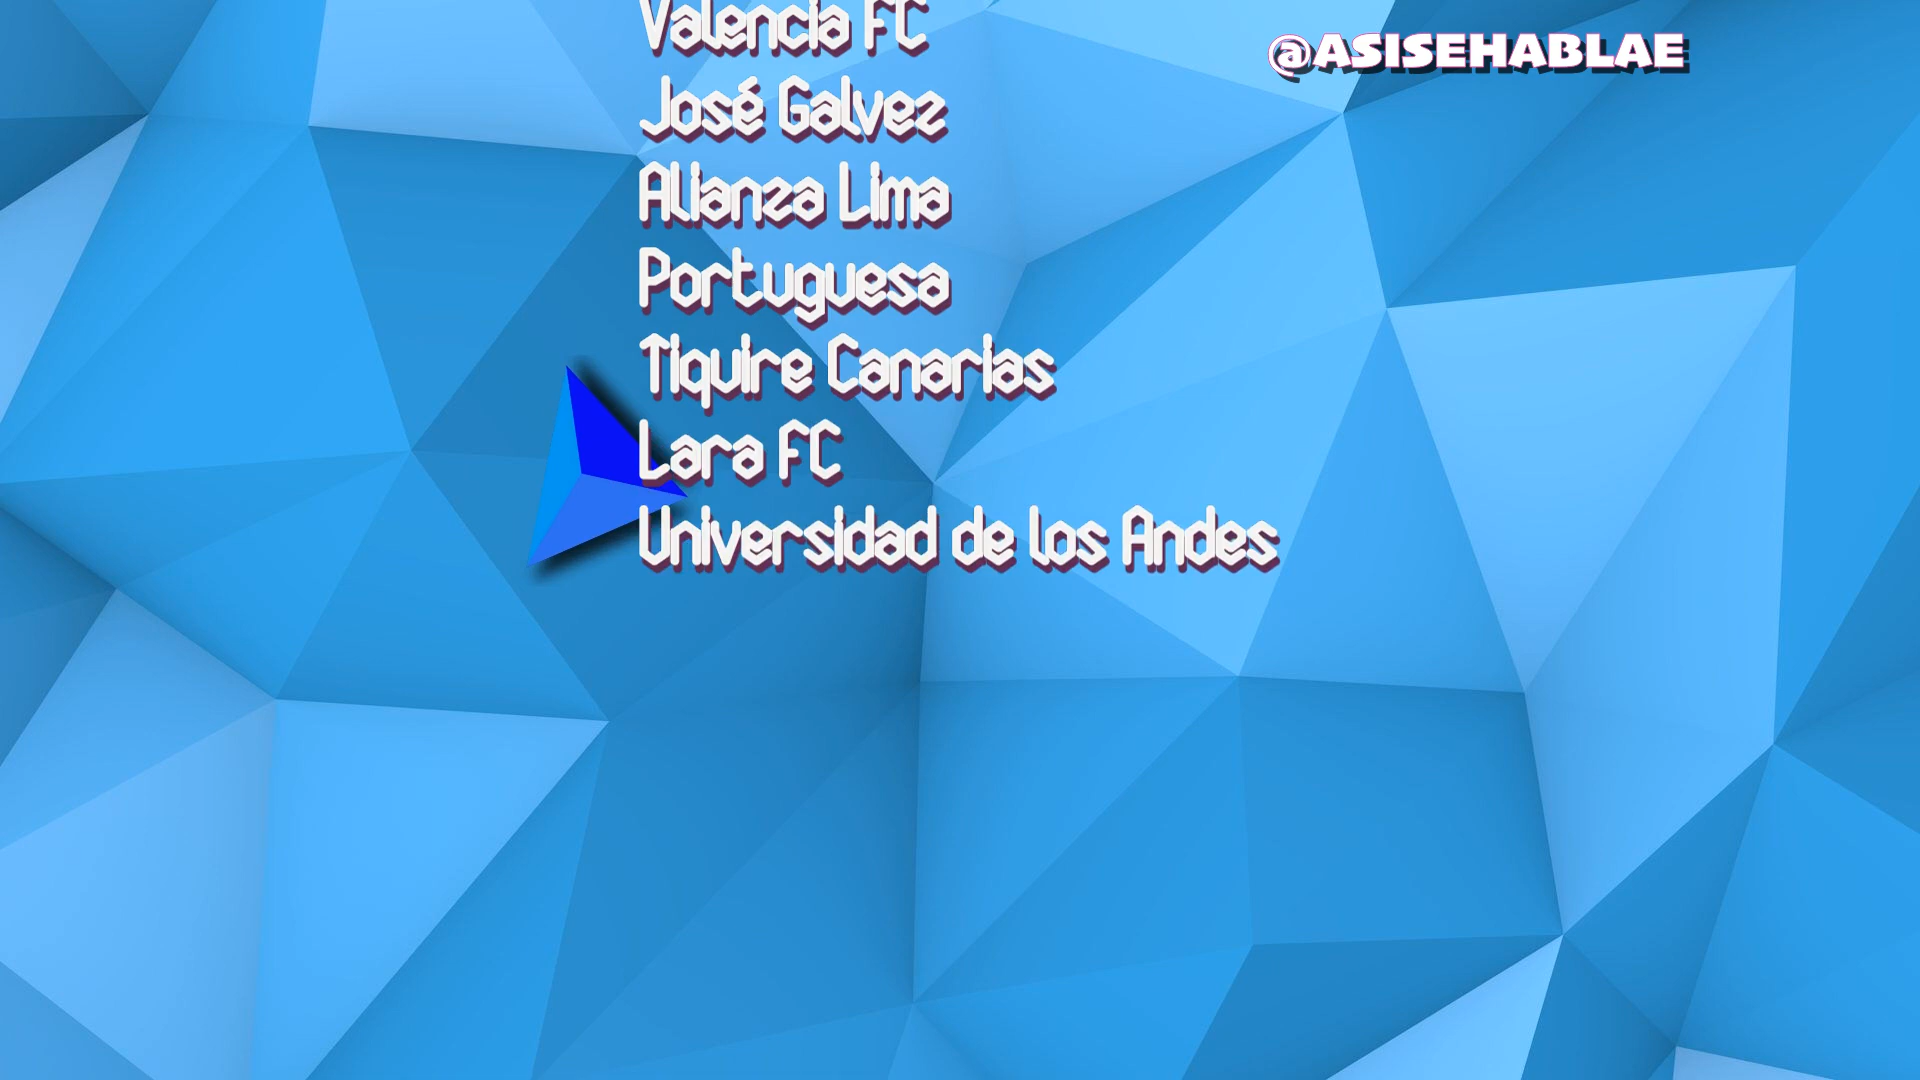 Valencia FC
@ASISEHABLAE
José Galvez
Alianza Lima
Portuguesa
Tiquire Canarias
Lara FC
Universidad de los Andes